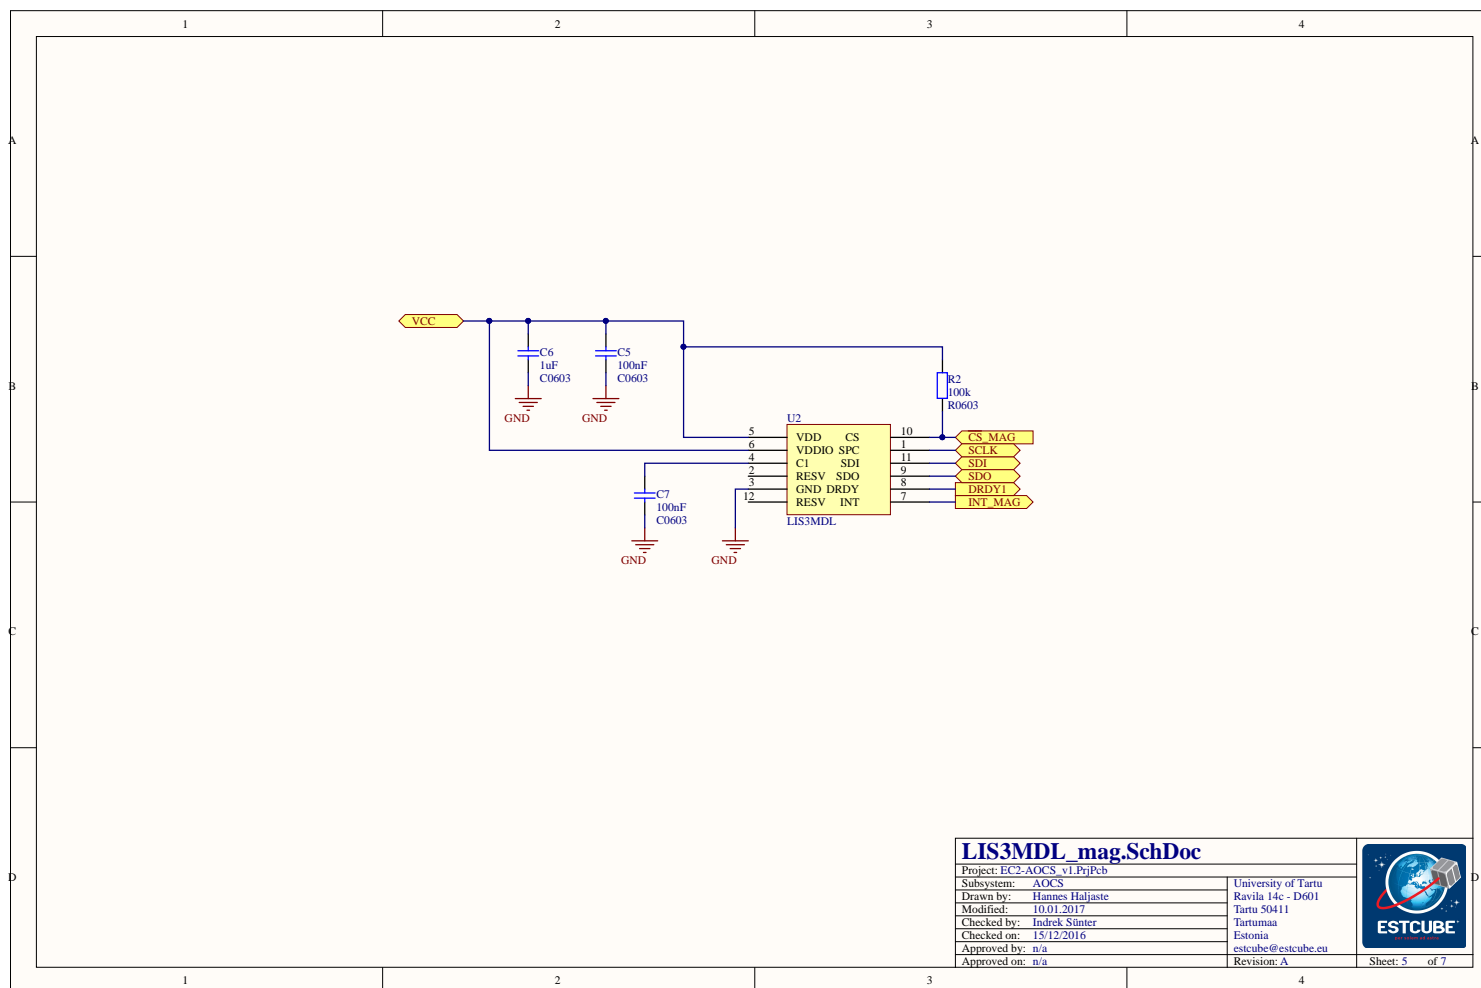 1 2 3 4
A A
VCC
C6
1uF
C0603
GND
C5
100nF
C0603
GND
R2
100k
R0603
U2
5 VDD CS 10 CS_MAG
6 VDDIO SPC 1 SCLK
4 C1 SDI 11 SDI
2 RESV SDO 9 SDO
3 GND DRDY 8 DRDY1
12 RESV INT 7 INT_MAG
LIS3MDL
C7
100nF
C0603
GND
GND
B B
C C
D D
LIS3MDL_mag.SchDoc
Project: EC2-AOCS_v1.PrjPcb
Subsystem: AOCS
Drawn by: Hannes Haljaste
Modified: 10.01.2017
Checked by: Indrek Sünter
Checked on: 15/12/2016
Approved by: n/a
Approved on: n/a
University of Tartu
Ravila 14c - D601
Tartu 50411
Tartumaa
Estonia
estcube@estcube.eu
Revision: A
ESTCUBE
Sheet: 5 of 7
1 2 3 4